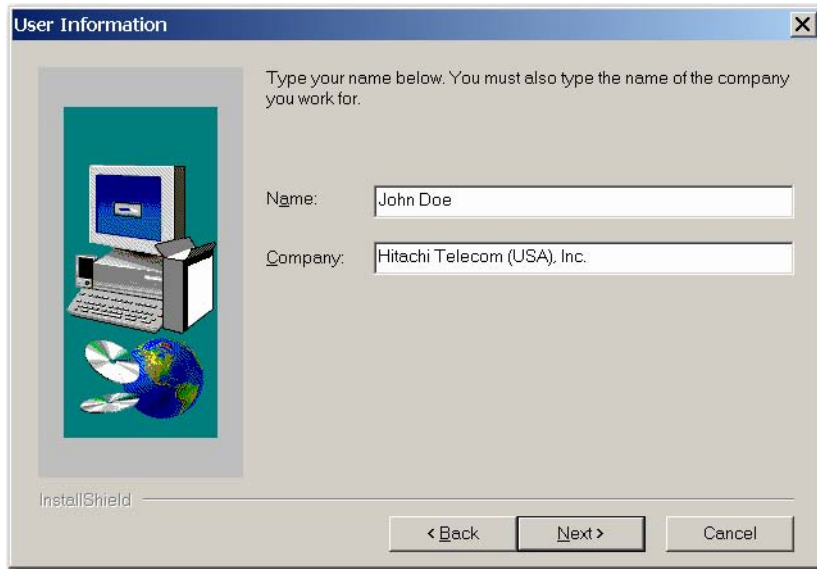 User Information
Type your name below. You must also type the name of the company
you work for.
Name:
John Doe
Company:
Hitachi Telecom (USA), Inc.
InstallShield
< Back
Next >
Cancel